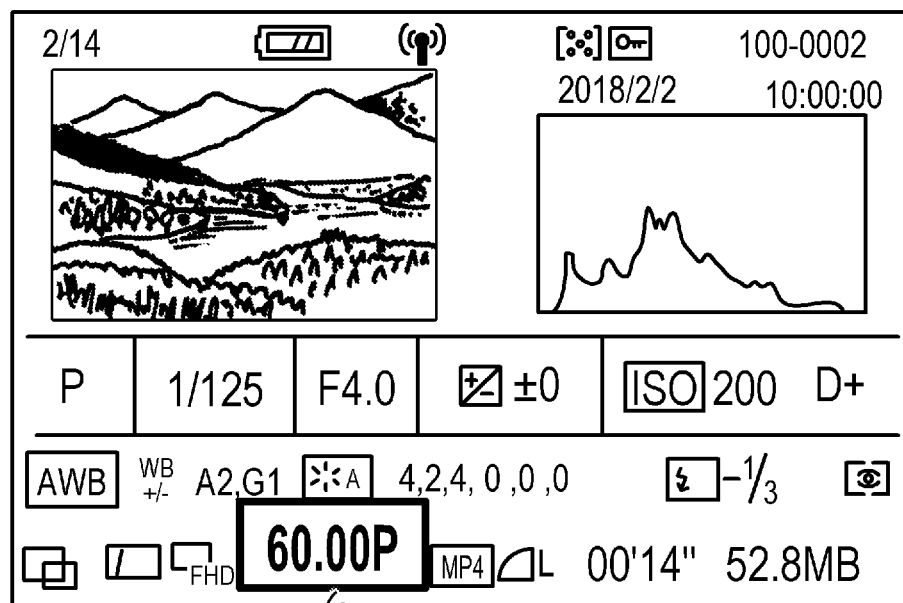 2/14 100-0002
2018/2/2 10:00:00
P 1/125 F4.0 ±0 ISO 200 D+
AWB WB +/- A2,G1 A 4,2,4, 0 ,0 ,0 –1/3
FHD 60.00P MP4 L 00'14" 52.8MB